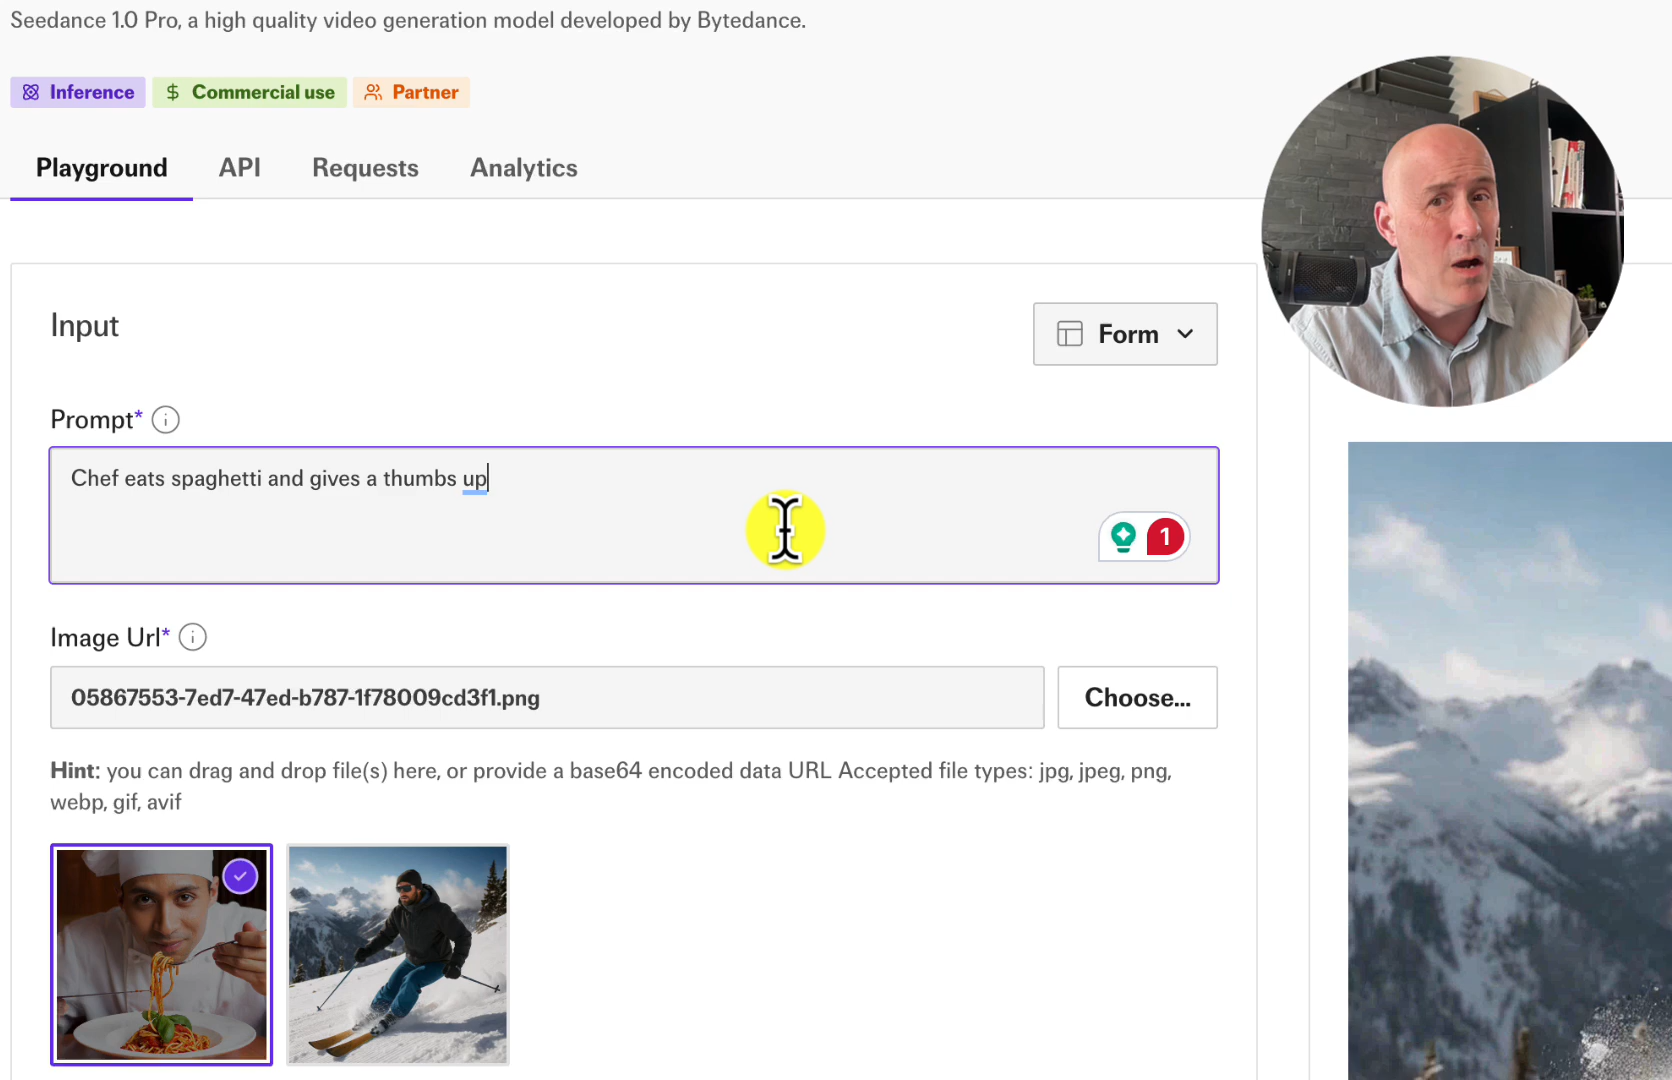 Seedance 1.0 Pro, a high quality video generation model developed by Bytedance.
Inference
Commercial use
Partner
Playground
API
Requests
Analytics
Input
Form
Prompt*
Chef eats spaghetti and gives a thumbs up
1
Image Url*
05867553-7ed7-47ed-b787-1f78009cd3f1.png
Choose...
Hint: you can drag and drop file(s) here, or provide a base64 encoded data URL Accepted file types: jpg, jpeg, png,
webp, gif, avif